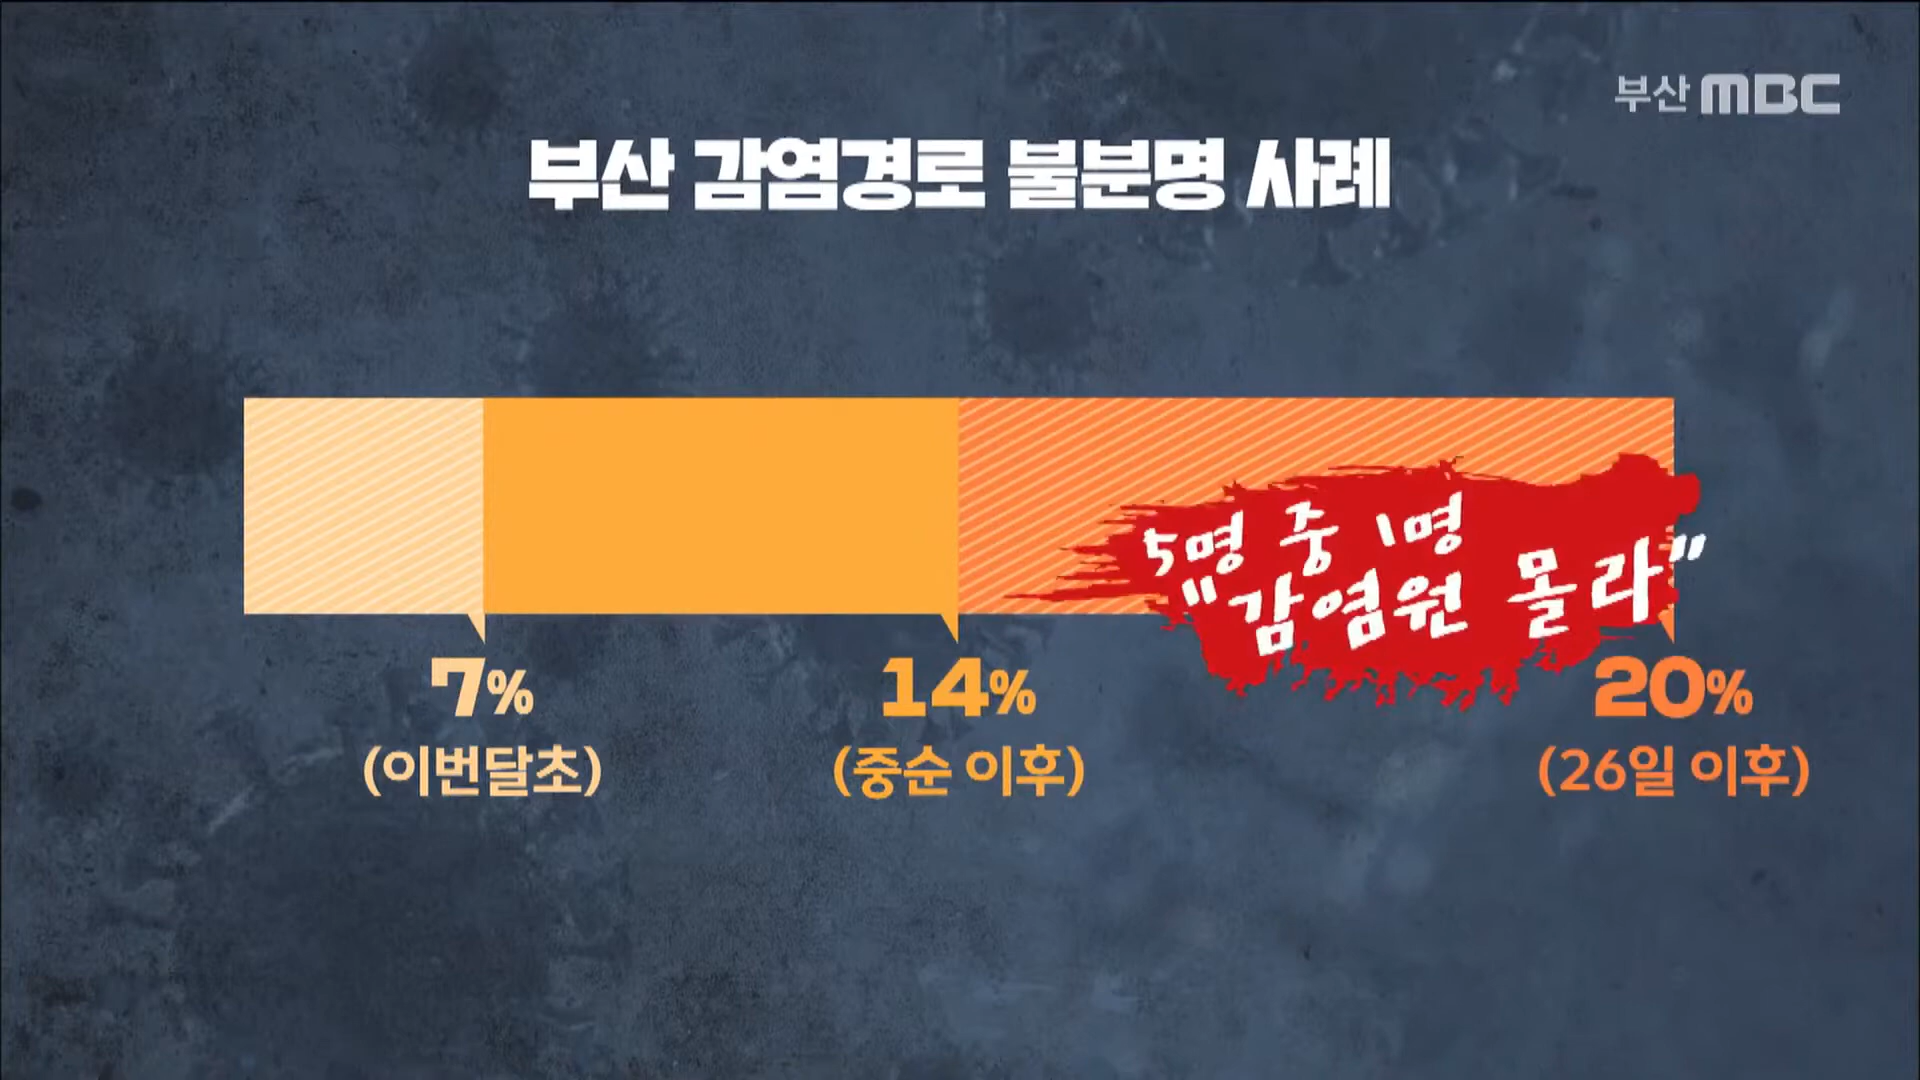 부산 MBC
부산 감염경로 불분명 사례
5명 중 1명
"감염원 몰라"
7%
(이번달초)
14%
(중순 이후)
20%
(26일 이후)